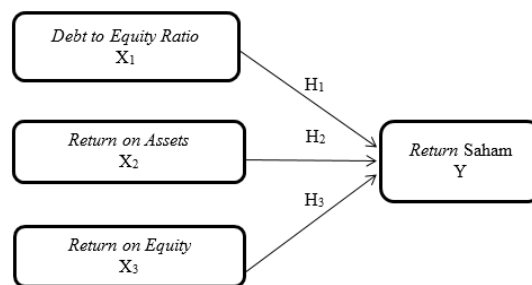 Debt to Equity Ratio
X1
H1
Return on Assets
X2
H2
Return Saham
Y
H3
Return on Equity
X3